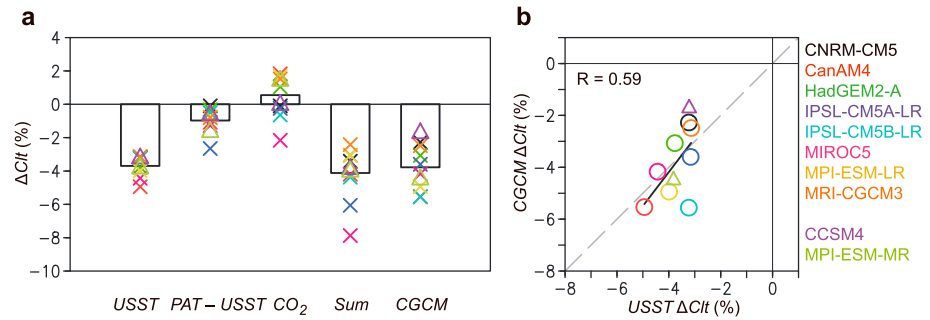 a
ΔClt (%)
4
2
0
−2
−4
−6
−8
−10
USST PAT−USST CO2 Sum CGCM
b
CGCM ΔClt (%)
R = 0.59
0
−2
−4
−6
−8
−8 −6 −4 −2 0
USST ΔClt (%)
CNRM-CM5
CanAM4
HadGEM2-A
IPSL-CM5A-LR
IPSL-CM5B-LR
MIROC5
MPI-ESM-LR
MRI-CGCM3
CCSM4
MPI-ESM-MR